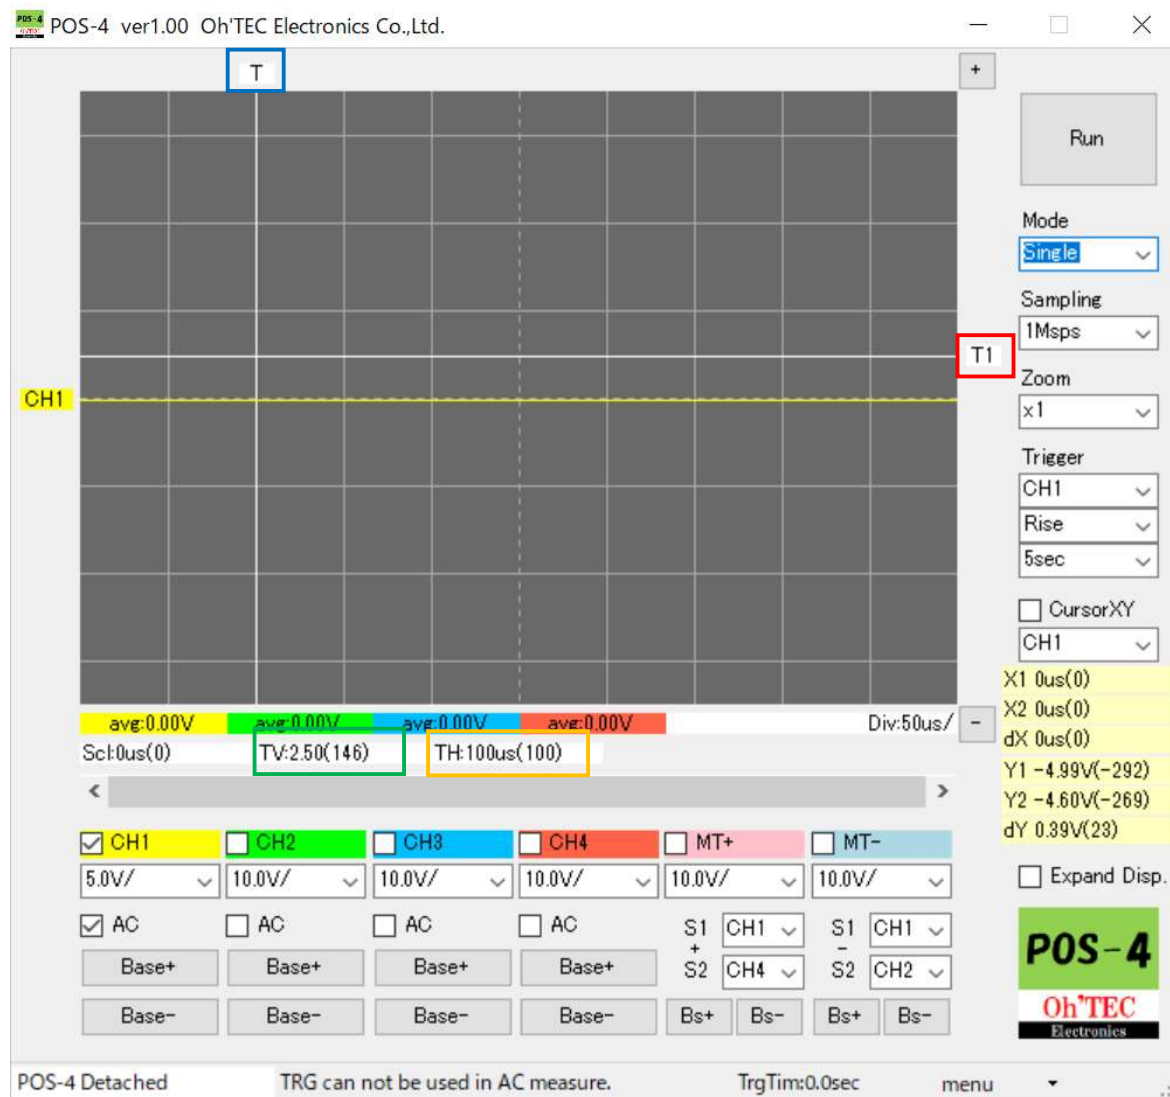 POS-4 ver1.00 Oh'TEC Electronics Co.,Ltd.
T
+
Run
Mode
Single
Sampling
1Msps
T1
Zoom
x1
CH1
Trigger
CH1
Rise
5sec
CursorXY
CH1
X1 0us(0)
X2 0us(0)
dX 0us(0)
Y1 -4.99V(-292)
Y2 -4.60V(-269)
dY 0.39V(23)
avg:0.00V avg:0.00V avg:0.00V avg:0.00V Div:50us/ -
Scl:0us(0) TV:2.50(146) TH:100us(100)
< >
CH1 CH2 CH3 CH4 MT+ MT-
5.0V/ 10.0V/ 10.0V/ 10.0V/ 10.0V/ 10.0V/
Expand Disp.
AC AC AC AC S1 CH1 S1 CH1
+ -
Base+ Base+ Base+ Base+ S2 CH4 S2 CH2
Base- Base- Base- Base- Bs+ Bs- Bs+ Bs-
POS-4
Oh'TEC
Electronics
POS-4 Detached TRG can not be used in AC measure. TrgTim:0.0sec menu